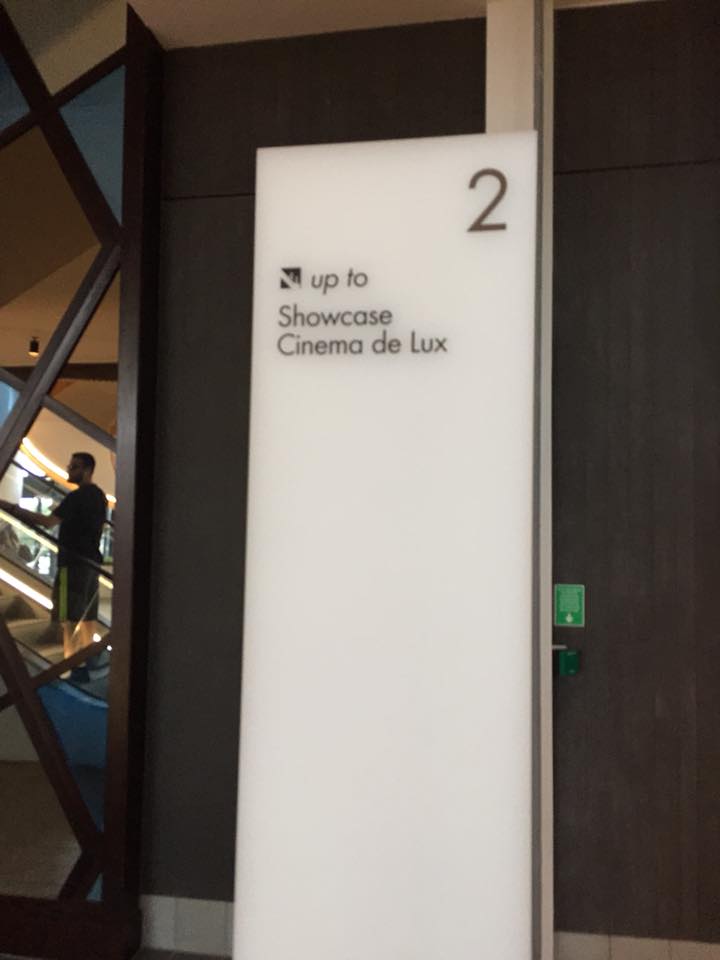 2
up to
Showcase
Cinema de Lux